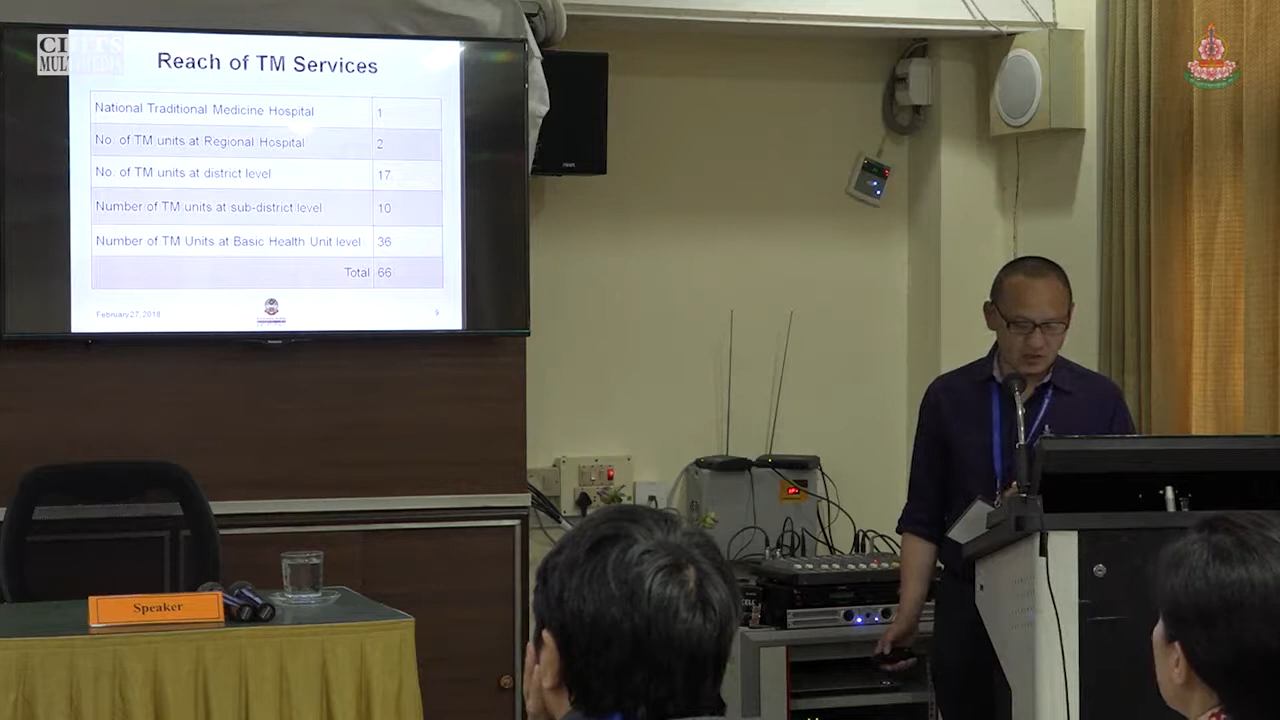 CIHTS
MULTIMEDIA
Reach of TM Services
National Traditional Medicine Hospital 1
No. of TM units at Regional Hospital 2
No. of TM units at district level 17
Number of TM units at sub-district level 10
Number of TM Units at Basic Health Unit level 36
Total 66
February 27, 2018 9
Speaker